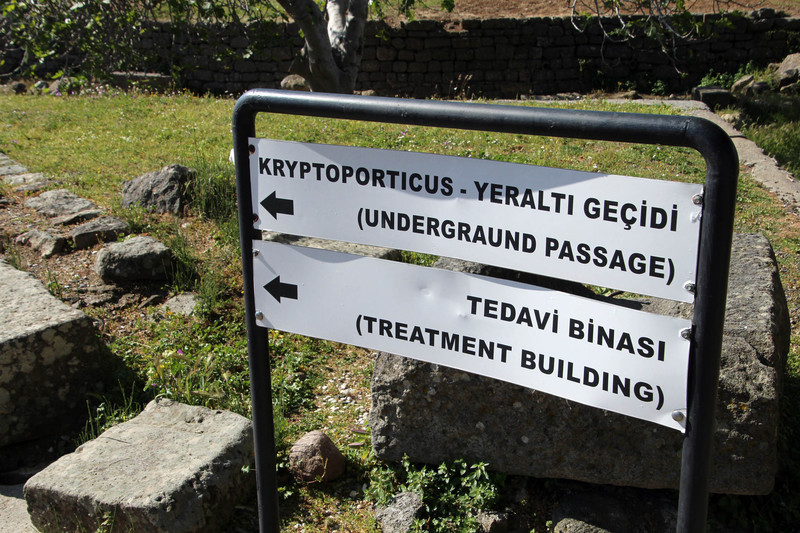 KRYPTOPORTICUS - YERALTI GEÇİDİ
(UNDERGRAUND PASSAGE)
TEDAVİ BİNASI
(TREATMENT BUILDING)